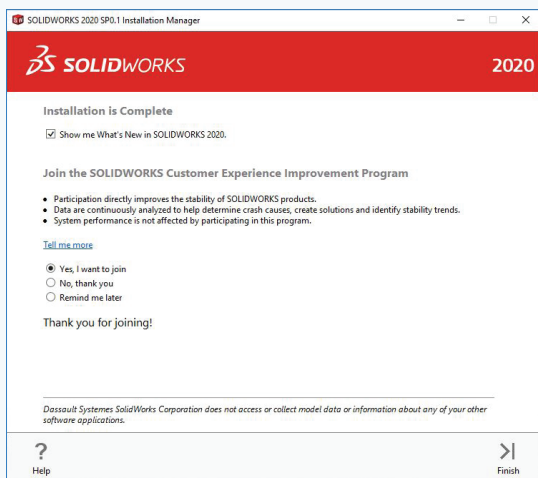 SOLIDWORKS 2020 SP0.1 Installation Manager
SOLIDWORKS 2020
Installation is Complete
Show me What's New in SOLIDWORKS 2020.
Join the SOLIDWORKS Customer Experience Improvement Program
• Participation directly improves the stability of SOLIDWORKS products.
• Data are continuously analyzed to help determine crash causes, create solutions and identify stability trends.
• System performance is not affected by participating in this program.
Tell me more
Yes, I want to join
No, thank you
Remind me later
Thank you for joining!
Dassault Systemes SolidWorks Corporation does not access or collect model data or information about any of your other
software applications.
Help
Finish